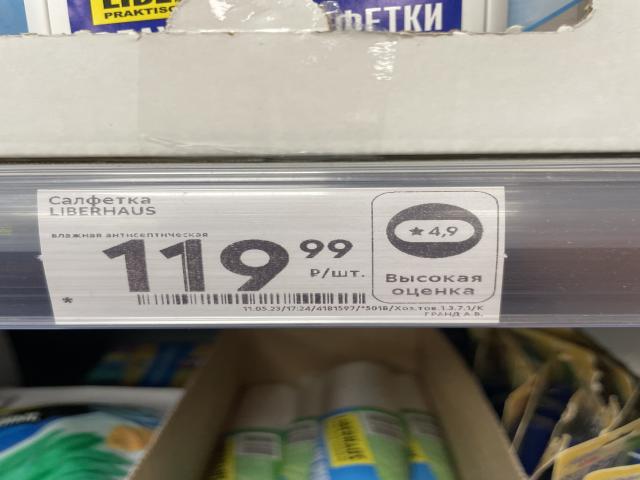 PRAKTISCH
ФЕТКИ
Салфетка
LIBERHAUS
влажная антисептическая
119 99
₽/шт.
★ 4,9
Высокая
оценка
*
11.05.23/17:24/4181597/*5018/Хоз.тов.1.3.7.1/К
ГРАНД А.В.